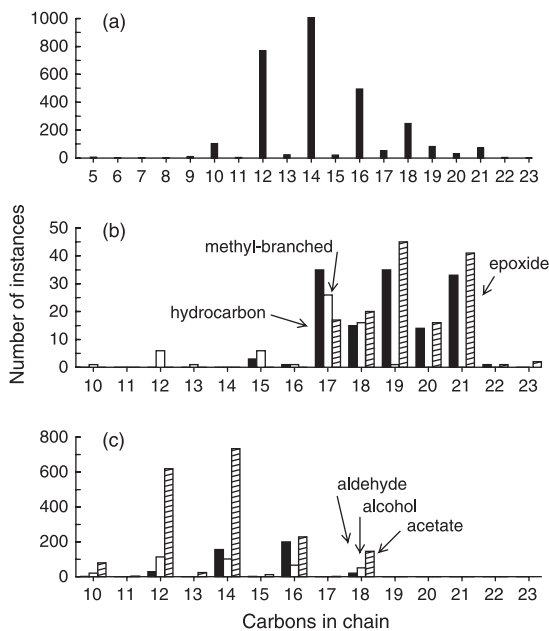 (a)
1000
800
600
400
200
0
5 6 7 8 9 10 11 12 13 14 15 16 17 18 19 20 21 22 23
Number of instances
(b)
50
40
30
20
10
0
methyl-branched
hydrocarbon
epoxide
10 11 12 13 14 15 16 17 18 19 20 21 22 23
(c)
800
600
400
200
0
aldehyde
alcohol
acetate
10 11 12 13 14 15 16 17 18 19 20 21 22 23
Carbons in chain